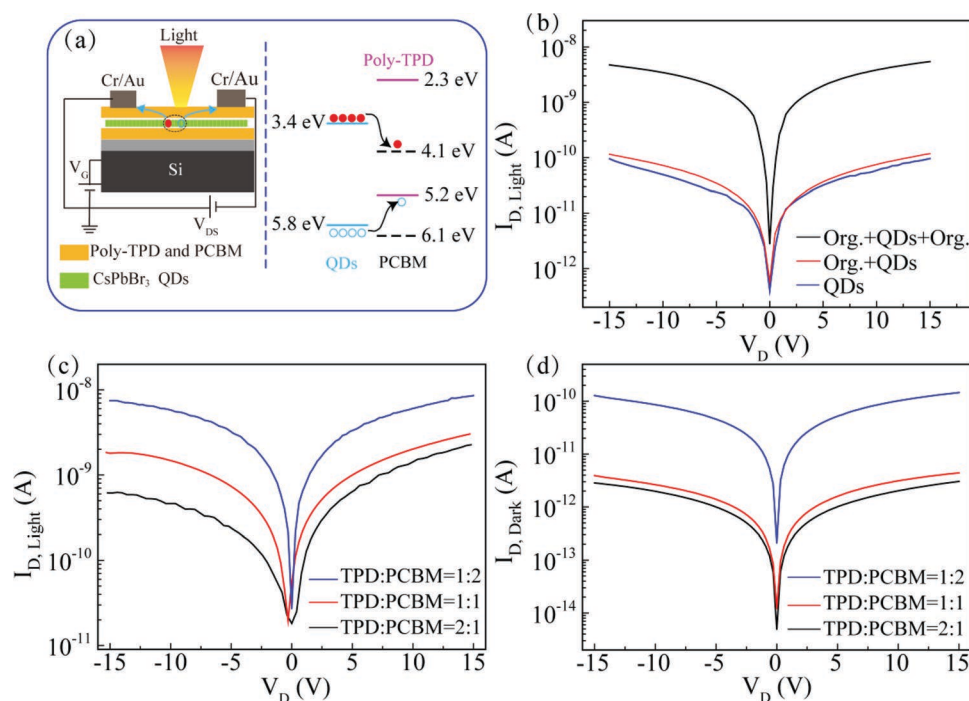 (a)
Light
Cr/Au
Cr/Au
V_G
Si
V_DS
Poly-TPD and PCBM
CsPbBr₃ QDs
Poly-TPD
2.3 eV
3.4 eV
4.1 eV
5.2 eV
5.8 eV
6.1 eV
QDs
PCBM
(b)
I_D, Light (A)
10⁻⁸
10⁻⁹
10⁻¹⁰
10⁻¹¹
10⁻¹²
Org.+QDs+Org.
Org.+QDs
QDs
-15 -10 -5 0 5 10 15
V_D (V)
(c)
I_D, Light (A)
10⁻⁸
10⁻⁹
10⁻¹⁰
10⁻¹¹
TPD:PCBM=1:2
TPD:PCBM=1:1
TPD:PCBM=2:1
-15 -10 -5 0 5 10 15
V_D (V)
(d)
I_D, Dark (A)
10⁻¹⁰
10⁻¹¹
10⁻¹²
10⁻¹³
10⁻¹⁴
TPD:PCBM=1:2
TPD:PCBM=1:1
TPD:PCBM=2:1
-15 -10 -5 0 5 10 15
V_D (V)